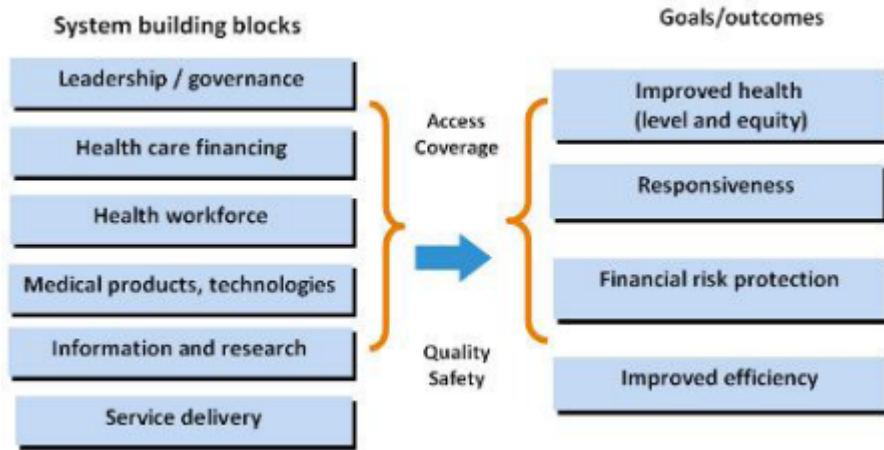 System building blocks
Leadership / governance
Health care financing
Health workforce
Medical products, technologies
Information and research
Service delivery
Access
Coverage
Quality
Safety
Goals/outcomes
Improved health
(level and equity)
Responsiveness
Financial risk protection
Improved efficiency